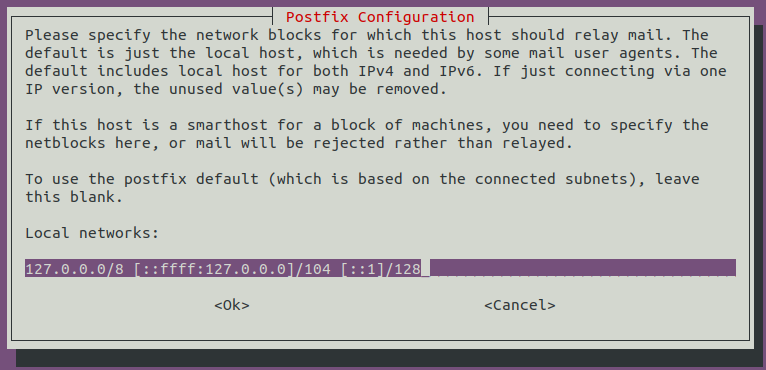 Postfix Configuration
Please specify the network blocks for which this host should relay mail. The
default is just the local host, which is needed by some mail user agents. The
default includes local host for both IPv4 and IPv6. If just connecting via one
IP version, the unused value(s) may be removed.
If this host is a smarthost for a block of machines, you need to specify the
netblocks here, or mail will be rejected rather than relayed.
To use the postfix default (which is based on the connected subnets), leave
this blank.
Local networks:
127.0.0.0/8 [::ffff:127.0.0.0]/104 [::1]/128
<Ok> <Cancel>